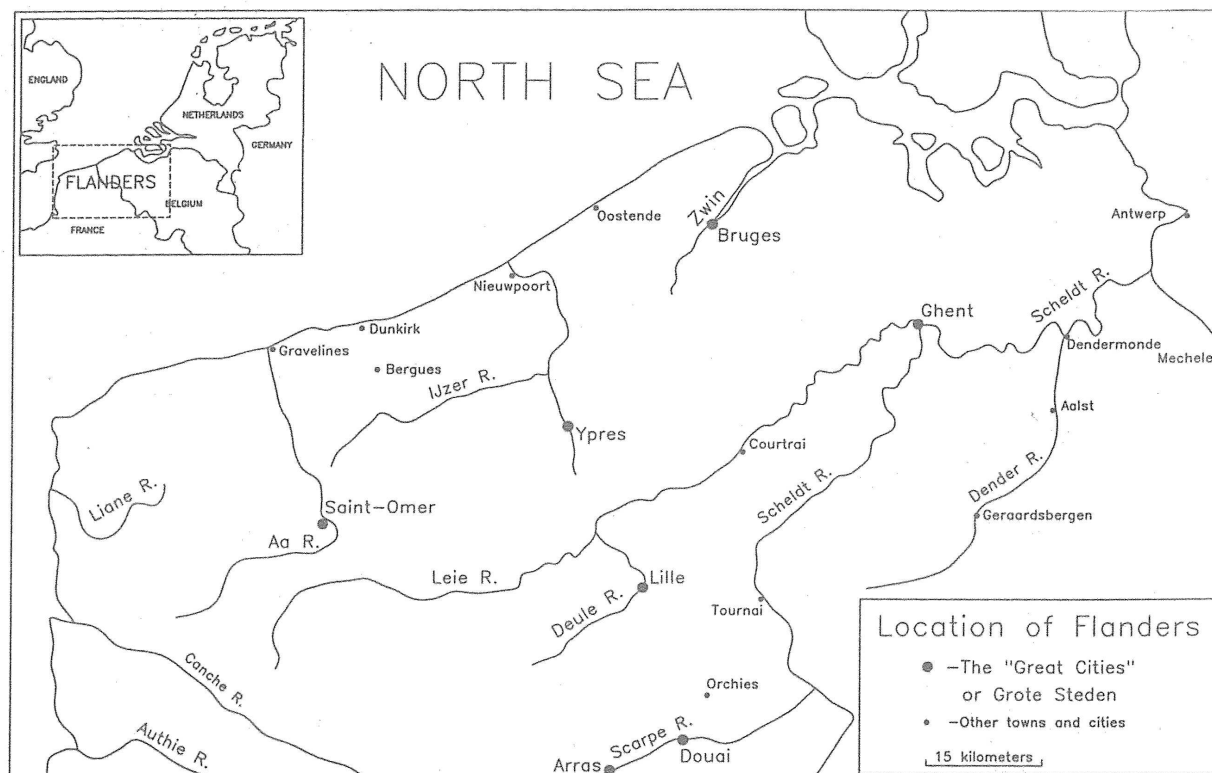 NORTH SEA
ENGLAND
NETHERLANDS
GERMANY
FLANDERS
BELGIUM
FRANCE
Oostende
Zwin
Bruges
Antwerp
Nieuwpoort
Scheldt R.
Ghent
Dunkirk
Gravelines
Dendermonde
Mechele
Bergues
IJzer R.
Aalst
Ypres
Courtrai
Scheldt R.
Dender R.
Liane R.
Saint-Omer
Geraardsbergen
Aa R.
Leie R.
Lille
Deule R.
Tournai
Canche R.
Orchies
Authie R.
Scarpe R.
Douai
Arras
Location of Flanders
-The "Great Cities"
or Grote Steden
-Other towns and cities
15 kilometers